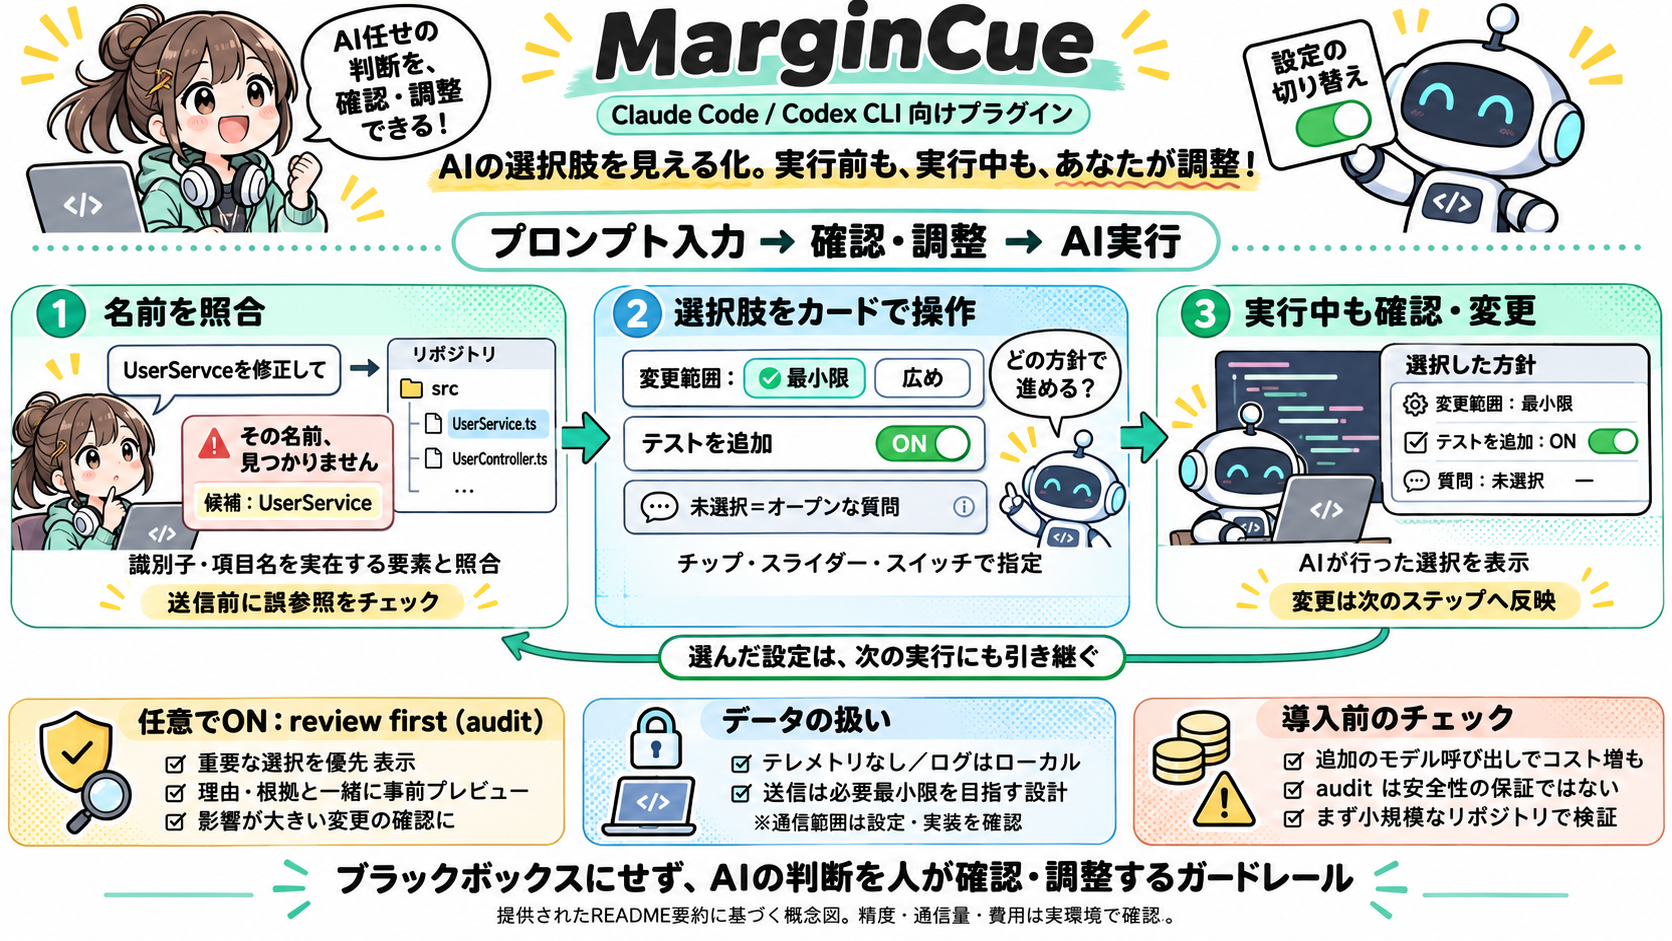 AI任せの
判断を、
確認・調整
できる！
MarginCue
Claude Code / Codex CLI 向けプラグイン
AIの選択肢を見える化。実行前も、実行中も、あなたが調整！
設定の
切り替え
</>
</>
プロンプト入力 → 確認・調整 → AI実行
1 名前を照合
UserServceを修正して
リポジトリ
src
UserService.ts
UserController.ts
...
その名前、
見つかりません
候補：UserService
</>
識別子・項目名を実在する要素と照合
送信前に誤参照をチェック
2 選択肢をカードで操作
変更範囲： 最小限 広め
テストを追加 ON
未選択＝オープンな質問
どの方針で
進める？
</>
チップ・スライダー・スイッチで指定
3 実行中も確認・変更
選択した方針
変更範囲：最小限
テストを追加：ON
質問：未選択 —
</>
</>
AIが行った選択を表示
変更は次のステップへ反映
選んだ設定は、次の実行にも引き継ぐ
任意でON：review first (audit)
重要な選択を優先 表示
理由・根拠と一緒に事前プレビュー
影響が大きい変更の確認に
データの扱い
テレメトリなし／ログはローカル
送信は必要最小限を目指す設計
※通信範囲は設定・実装を確認
</>
導入前のチェック
追加のモデル呼び出しでコスト増も
audit は安全性の保証ではない
まず小規模なリポジトリで検証
ブラックボックスにせず、AIの判断を人が確認・調整するガードレール
提供されたREADME要約に基づく概念図。精度・通信量・費用は実環境で確認。